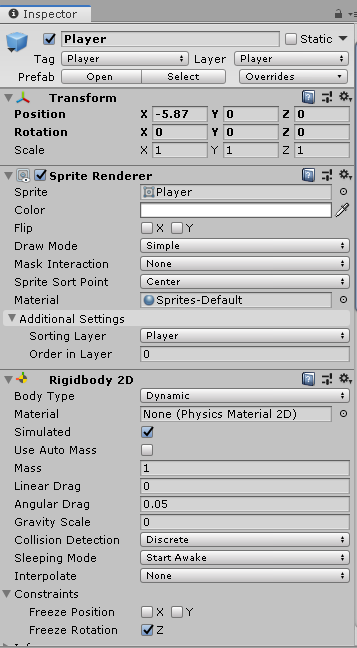 Inspector
Player Static
Tag Player Layer Player
Prefab Open Select Overrides
Transform
Position X -5.87 Y 0 Z 0
Rotation X 0 Y 0 Z 0
Scale X 1 Y 1 Z 1
Sprite Renderer
Sprite Player
Color
Flip X Y
Draw Mode Simple
Mask Interaction None
Sprite Sort Point Center
Material Sprites-Default
Additional Settings
Sorting Layer Player
Order in Layer 0
Rigidbody 2D
Body Type Dynamic
Material None (Physics Material 2D)
Simulated
Use Auto Mass
Mass 1
Linear Drag 0
Angular Drag 0.05
Gravity Scale 0
Collision Detection Discrete
Sleeping Mode Start Awake
Interpolate None
Constraints
Freeze Position X Y
Freeze Rotation Z